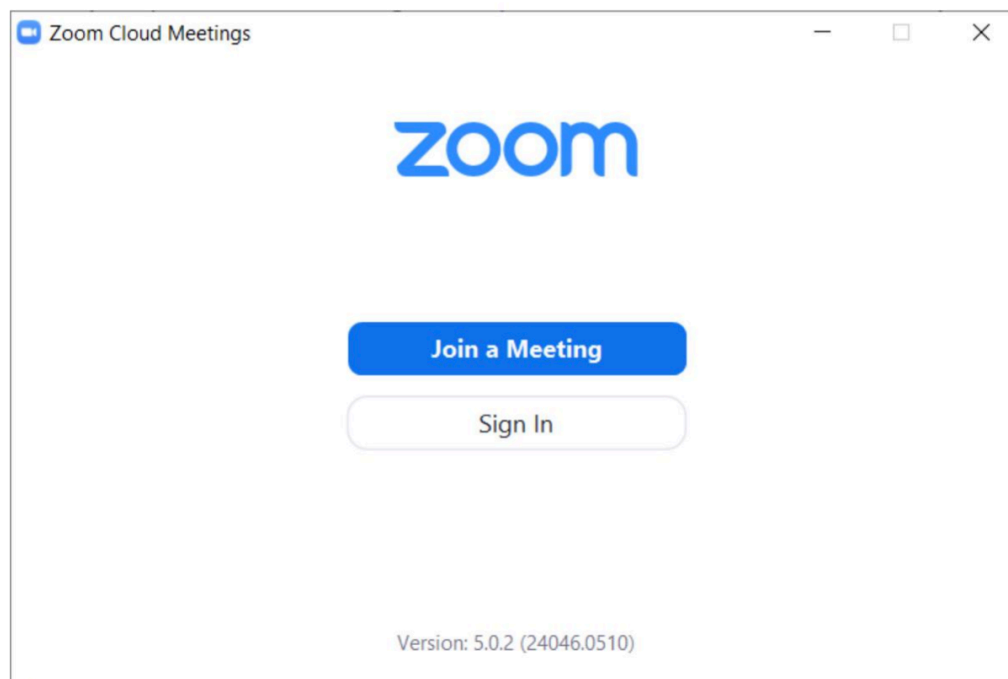 Zoom Cloud Meetings
zoom
Join a Meeting
Sign In
Version: 5.0.2 (24046.0510)